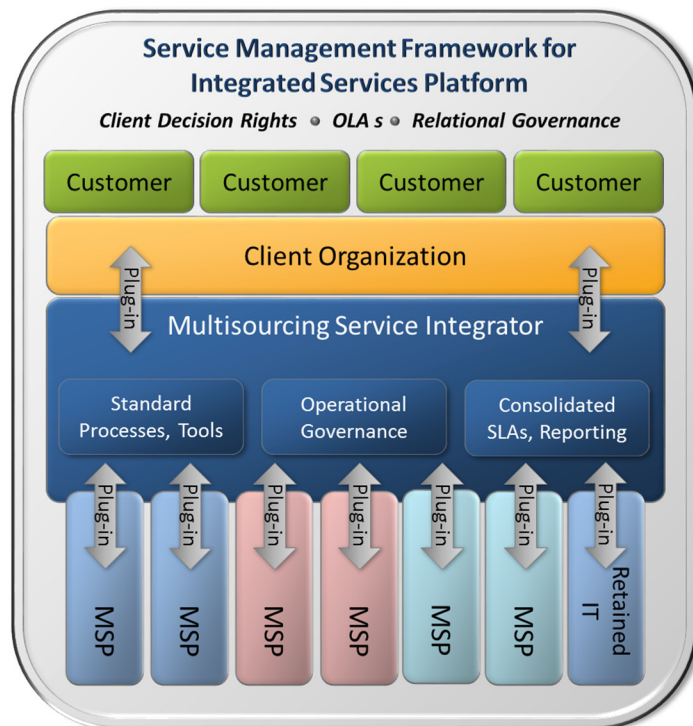 Service Management Framework for
Integrated Services Platform
Client Decision Rights • OLA s • Relational Governance
Customer Customer Customer Customer
Client Organization
Plug-in Plug-in
Multisourcing Service Integrator
Standard
Processes, Tools
Operational
Governance
Consolidated
SLAs, Reporting
Plug-in Plug-in Plug-in Plug-in Plug-in Plug-in Plug-in
MSP MSP MSP MSP MSP MSP Retained
IT